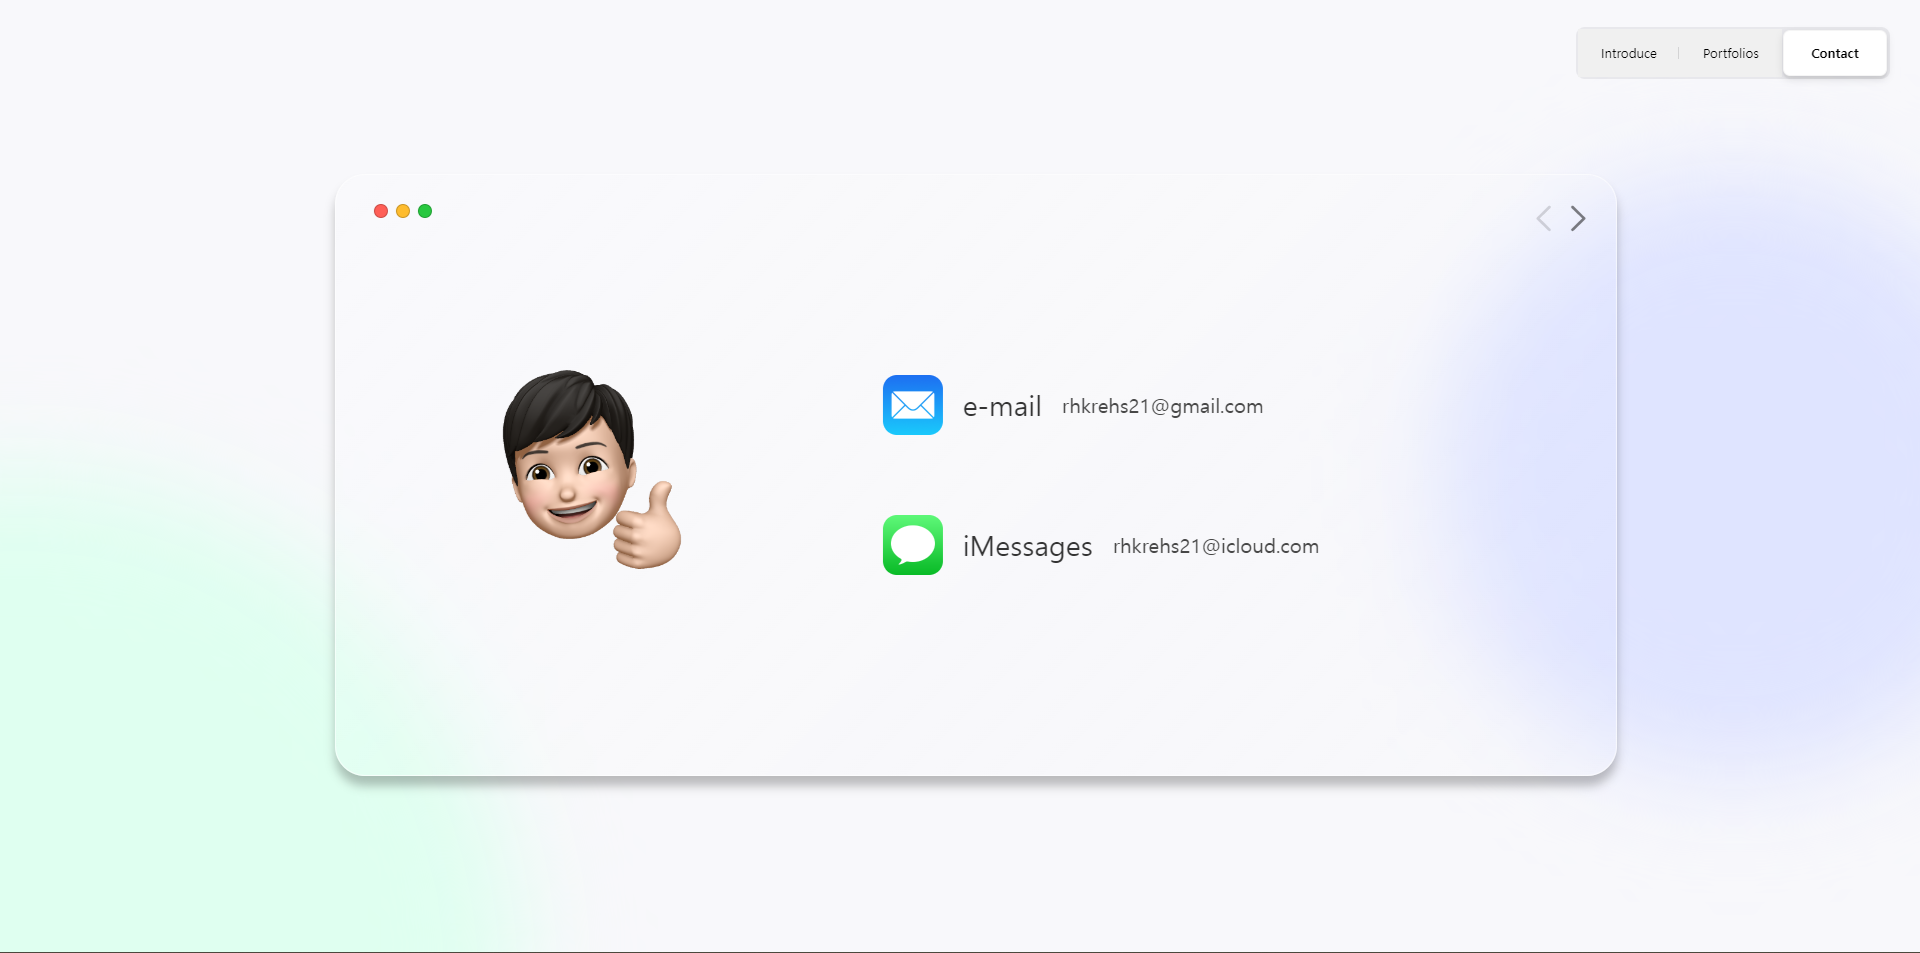 Introduce
Portfolios
Contact
e-mail rhkrehs21@gmail.com
iMessages rhkrehs21@icloud.com